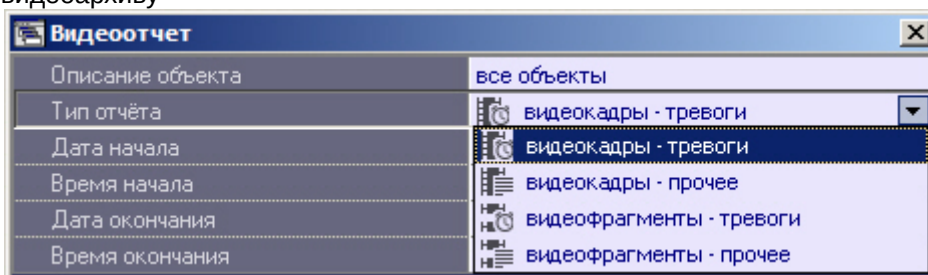 видеоархиву
Видеоотчет
Описание объекта все объекты
Тип отчёта видеокадры - тревоги
Дата начала видеокадры - тревоги
Время начала видеокадры - прочее
Дата окончания видеофрагменты - тревоги
Время окончания видеофрагменты - прочее